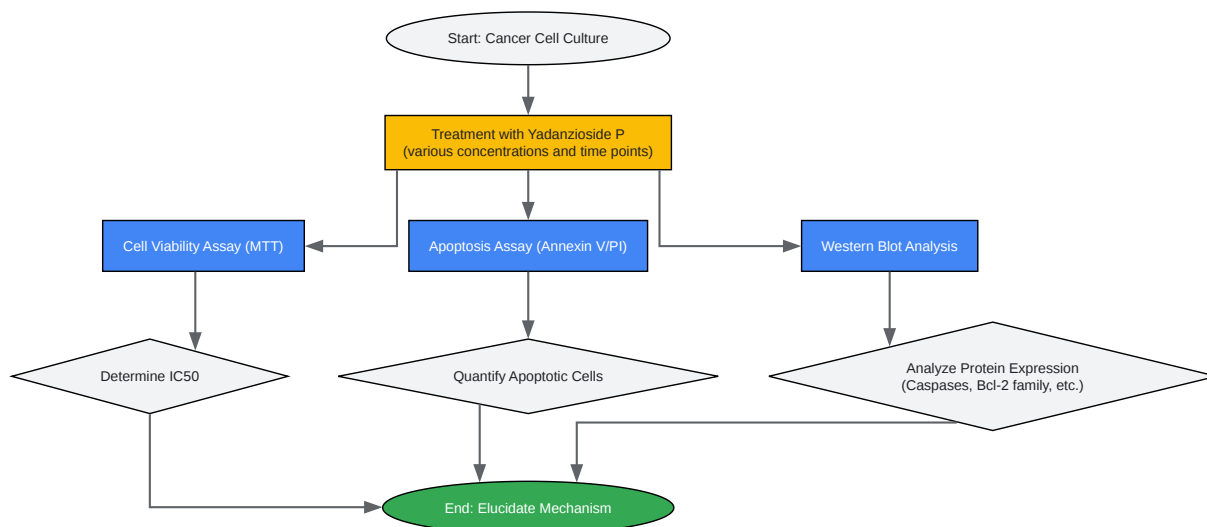 Start: Cancer Cell Culture
Treatment with Yadanzioside P
(various concentrations and time points)
Cell Viability Assay (MTT)
Apoptosis Assay (Annexin V/PI)
Western Blot Analysis
Determine IC50
Quantify Apoptotic Cells
Analyze Protein Expression
(Caspases, Bcl-2 family, etc.)
End: Elucidate Mechanism